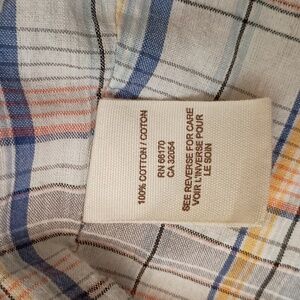 100% COTTON / COTON
RN 66170
CA 32054
SEE REVERSE FOR CARE
VOIR L'INVERSE POUR
LE SOIN